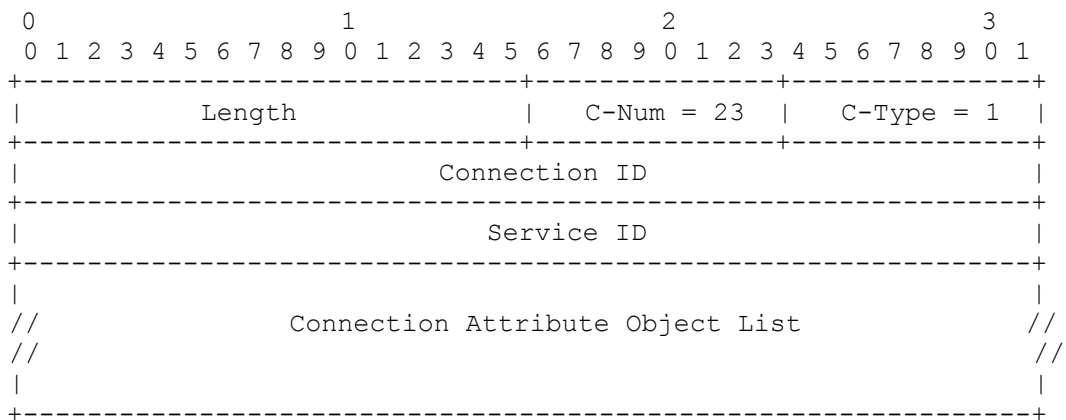 0 1 2 3
0 1 2 3 4 5 6 7 8 9 0 1 2 3 4 5 6 7 8 9 0 1 2 3 4 5 6 7 8 9 0 1
+-------------------------------+---------------+---------------+
| Length | C-Num = 23 | C-Type = 1 |
+-------------------------------+---------------+---------------+
| Connection ID |
+---------------------------------------------------------------+
| Service ID |
+---------------------------------------------------------------+
| |
// Connection Attribute Object List //
// //
| |
+---------------------------------------------------------------+